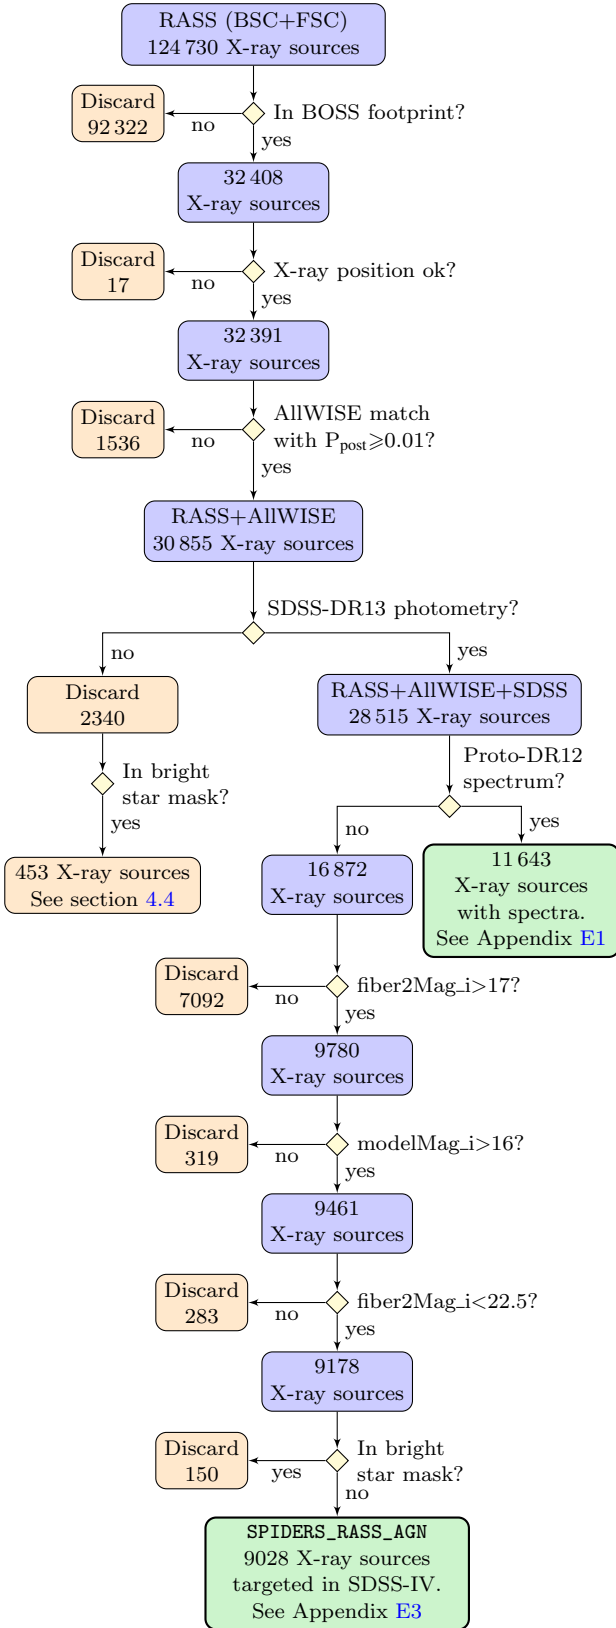 RASS (BSC+FSC)
124 730 X-ray sources
In BOSS footprint?
Discard
92 322
no
yes
32 408
X-ray sources
X-ray position ok?
Discard
17
no
yes
32 391
X-ray sources
AllWISE match
with Ppost⩾0.01?
Discard
1536
no
yes
RASS+AllWISE
30 855 X-ray sources
SDSS-DR13 photometry?
no
yes
Discard
2340
RASS+AllWISE+SDSS
28 515 X-ray sources
In bright
star mask?
yes
Proto-DR12
spectrum?
no
yes
453 X-ray sources
See section 4.4
16 872
X-ray sources
11 643
X-ray sources
with spectra.
See Appendix E1
fiber2Mag_i>17?
Discard
7092
no
yes
9780
X-ray sources
modelMag_i>16?
Discard
319
no
yes
9461
X-ray sources
fiber2Mag_i<22.5?
Discard
283
no
yes
9178
X-ray sources
In bright
star mask?
Discard
150
yes
no
SPIDERS_RASS_AGN
9028 X-ray sources
targeted in SDSS-IV.
See Appendix E3